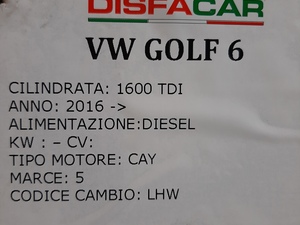 DISFACAR
VW GOLF 6
CILINDRATA: 1600 TDI
ANNO: 2016 ->
ALIMENTAZIONE:DIESEL
KW : – CV:
TIPO MOTORE: CAY
MARCE: 5
CODICE CAMBIO: LHW